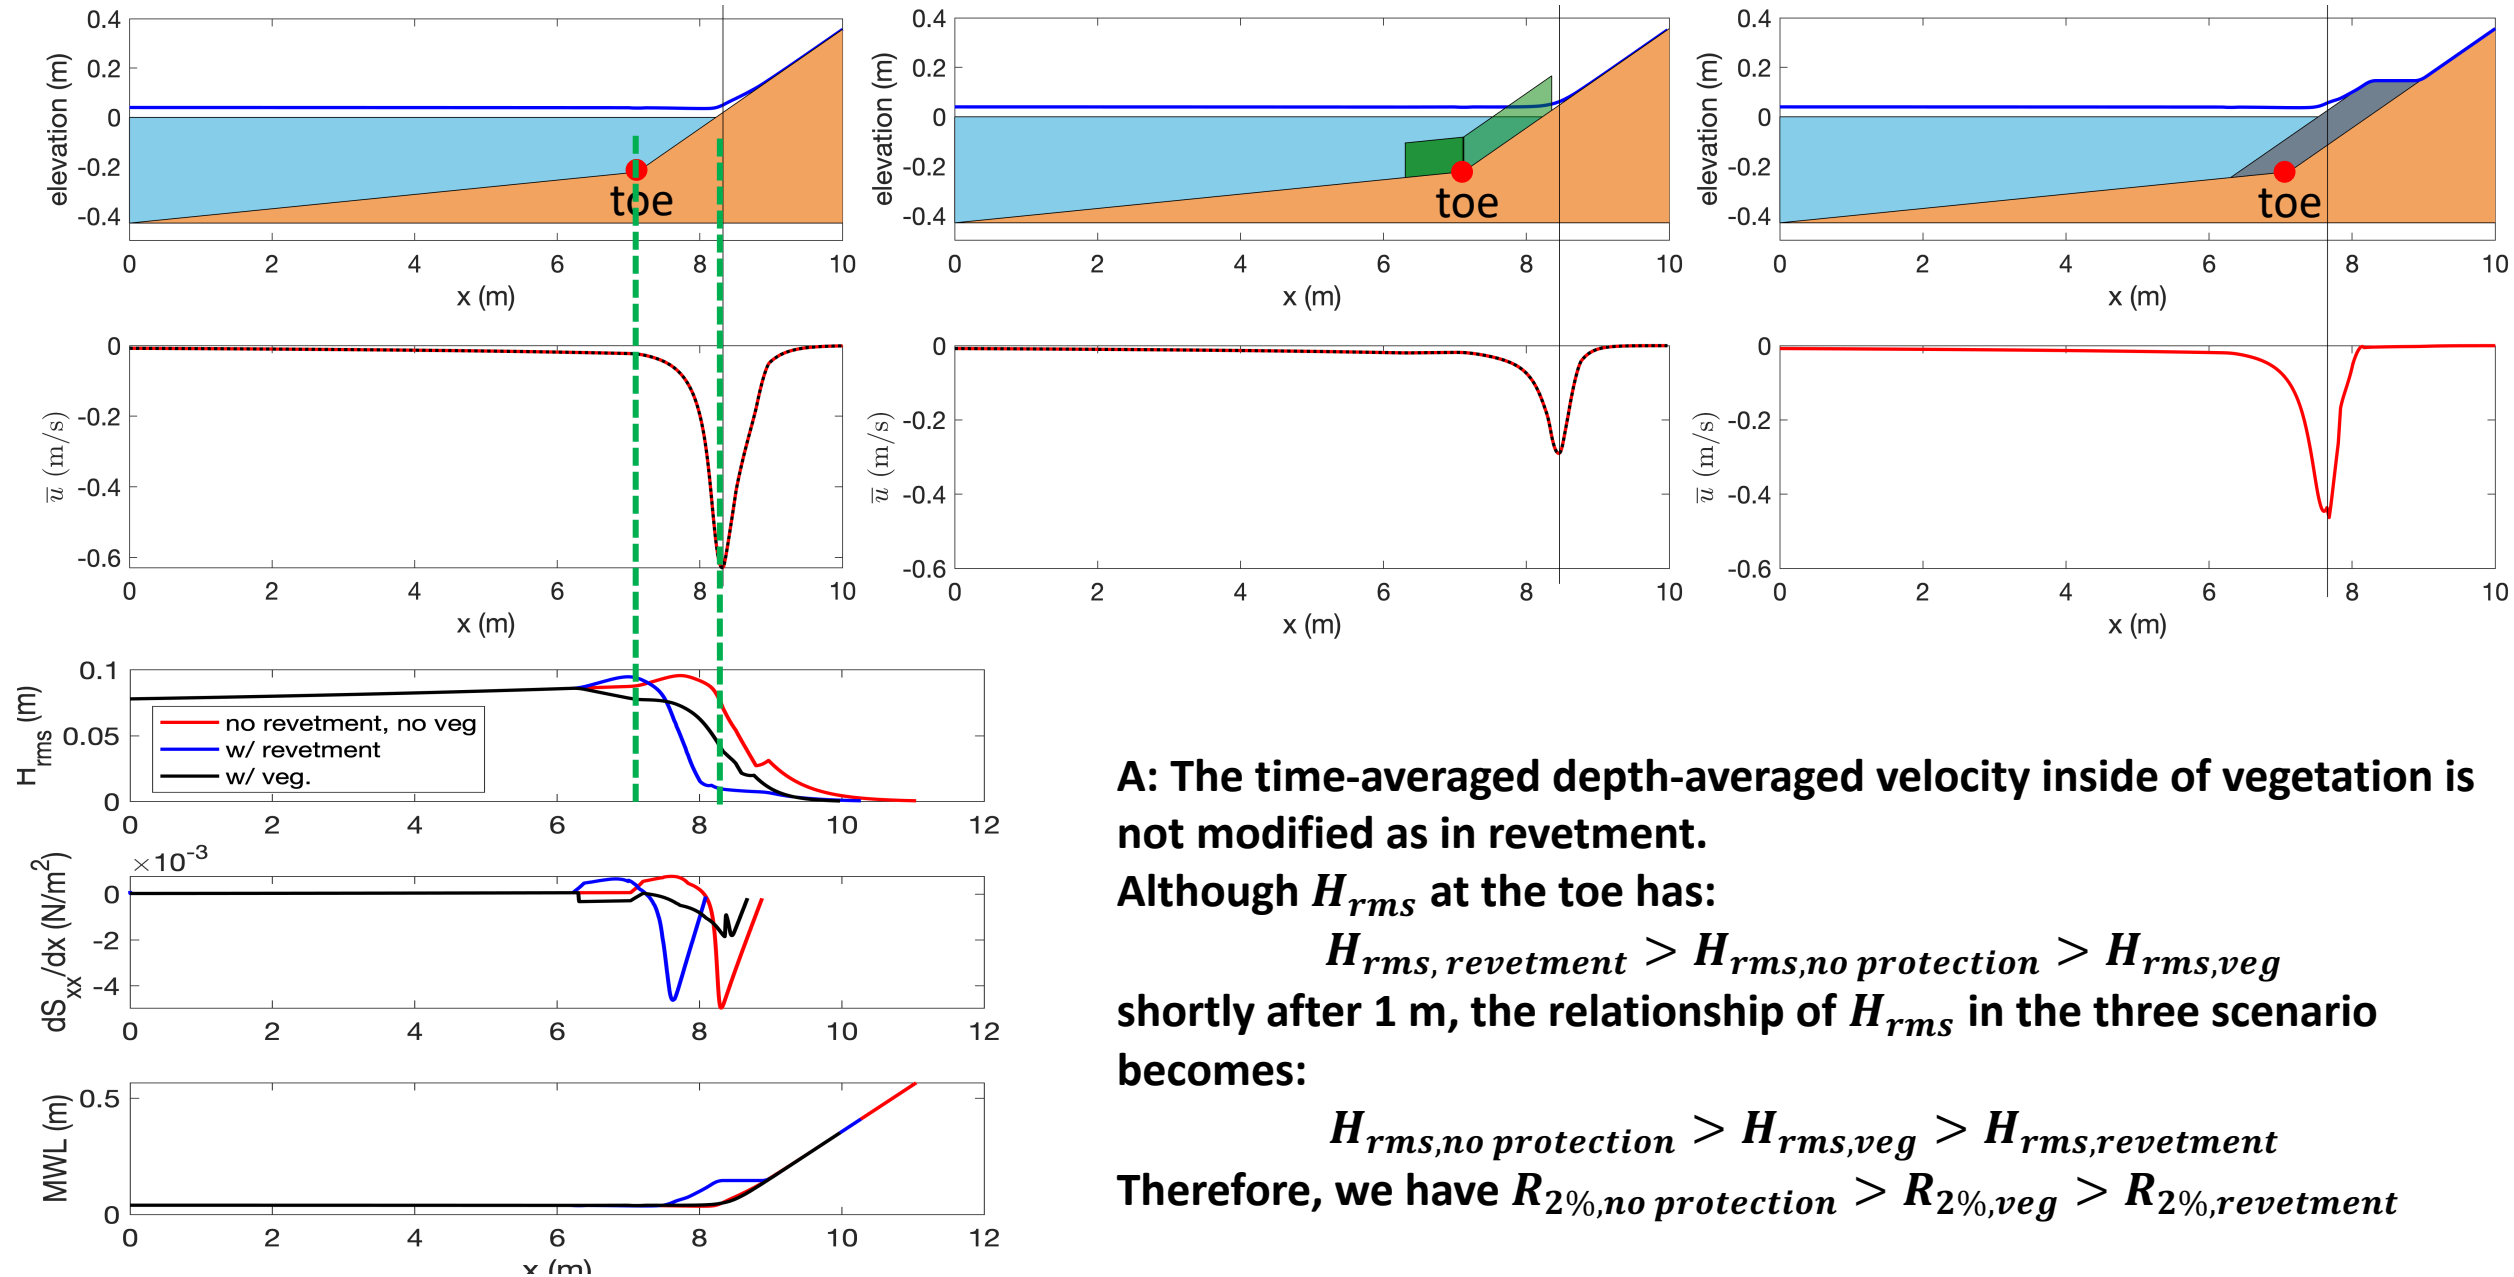 0.4
0.2
0
-0.2
-0.4
elevation (m)
toe
0 2 4 6 8 10
x (m)
0.4
0.2
0
-0.2
-0.4
elevation (m)
toe
0 2 4 6 8 10
x (m)
0.4
0.2
0
-0.2
-0.4
elevation (m)
toe
0 2 4 6 8 10
x (m)
0
-0.2
-0.4
-0.6
u̅ (m/s)
0 2 4 6 8 10
x (m)
0
-0.2
-0.4
-0.6
u̅ (m/s)
0 2 4 6 8 10
x (m)
0
-0.2
-0.4
-0.6
u̅ (m/s)
0 2 4 6 8 10
x (m)
0.1
0.05
0
H_rms (m)
no revetment, no veg
w/ revetment
w/ veg.
0 2 4 6 8 10 12
×10^-3
0
-2
-4
dS_xx/dx (N/m^2)
0 2 4 6 8 10 12
0.5
0
MWL (m)
0 2 4 6 8 10 12
x (m)
A: The time-averaged depth-averaged velocity inside of vegetation is
not modified as in revetment.
Although H_rms at the toe has:
H_rms, revetment > H_rms,no protection > H_rms,veg
shortly after 1 m, the relationship of H_rms in the three scenario
becomes:
H_rms,no protection > H_rms,veg > H_rms,revetment
Therefore, we have R_2%,no protection > R_2%,veg > R_2%,revetment